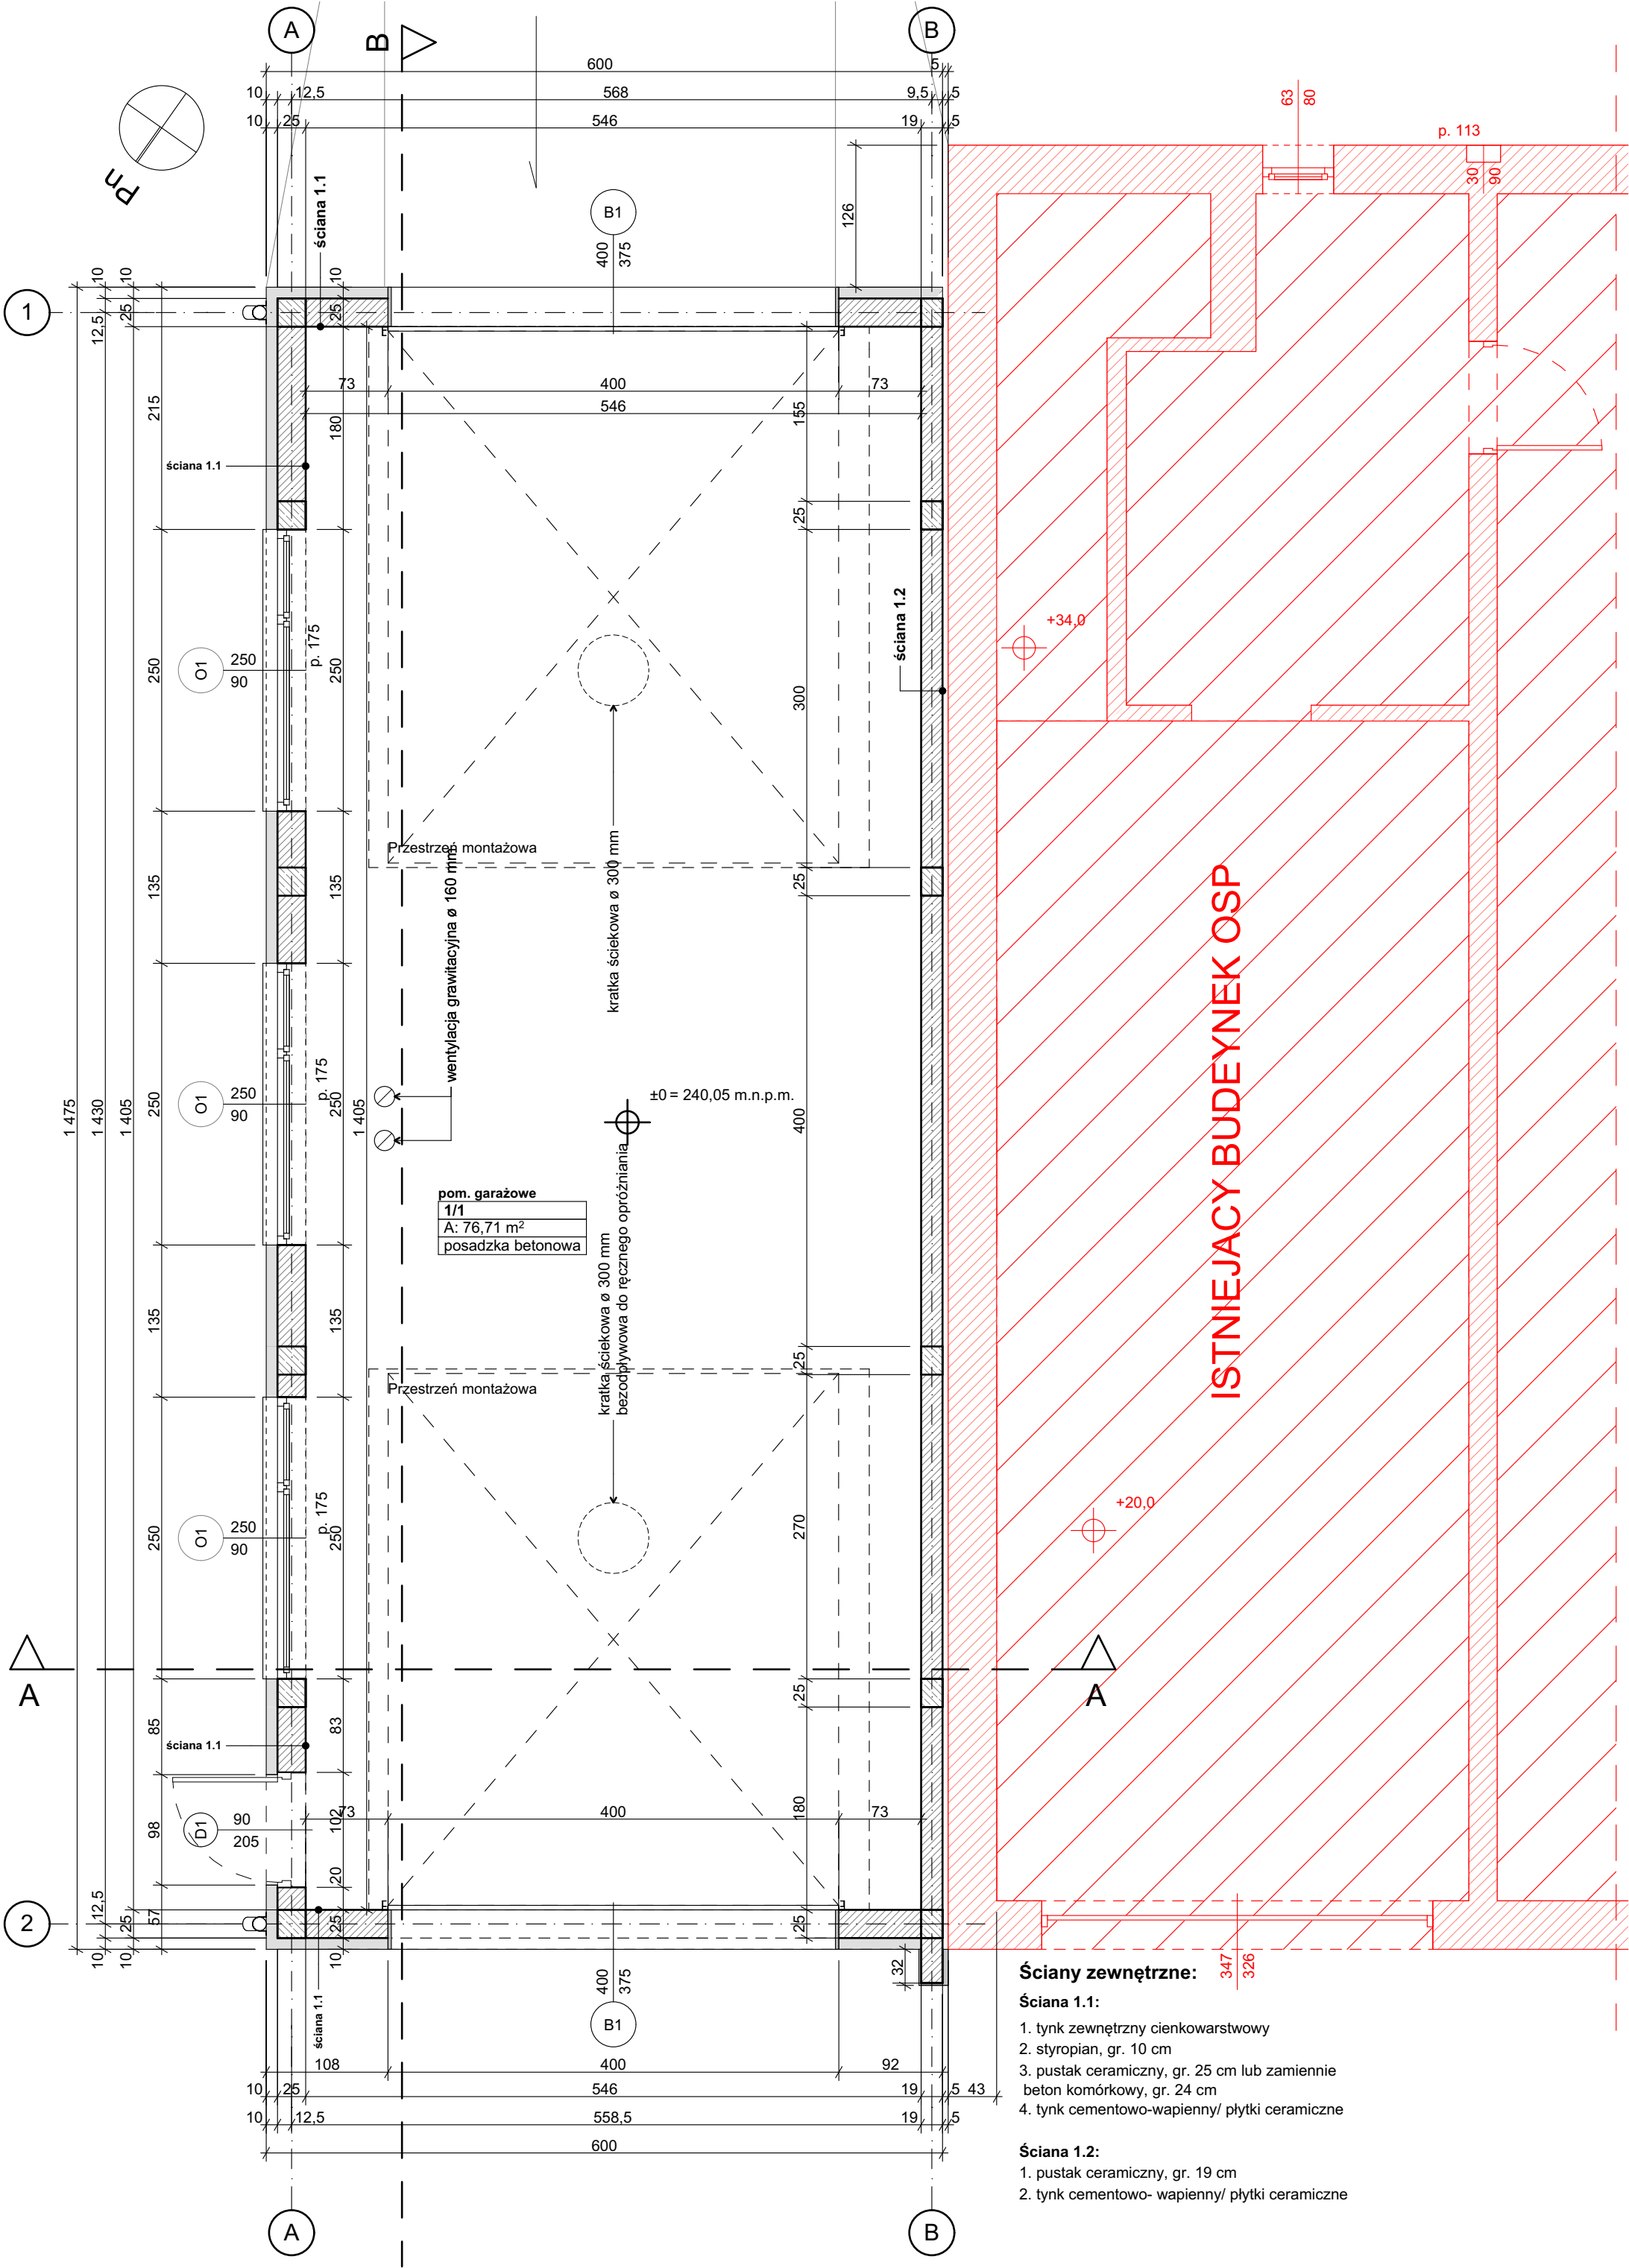 A
B
B
600
5
10
12,5
568
9,5
5
10
25
546
19
5
Pn
63
80
p. 113
30
90
ściana 1.1
B1
400
375
126
1
10
12,5
10
25
10
25
73
400
73
546
215
180
155
ściana 1.1
25
ściana 1.2
+34,0
O1
250
90
p. 175
250
250
300
Przestrzeń montażowa
wentylacja grawitacyjna ø 160 mm
kratka ściekowa ø 300 mm
135
135
25
ISTNIEJACY BUDEYNEK OSP
1 475
1 430
1 405
250
O1
250
90
p. 175
250
1 405
±0 = 240,05 m.n.p.m.
400
pom. garażowe
1/1
A: 76,71 m²
posadzka betonowa
kratka ściekowa ø 300 mm
bezodpływowa do ręcznego opróżniania
135
135
25
Przestrzeń montażowa
250
O1
250
90
p. 175
250
270
+20,0
A
A
25
85
83
ściana 1.1
98
D1
90
205
102
73
400
73
180
20
2
12,5
10
25
10
57
25
10
25
32
ściana 1.1
400
375
B1
347
326
108
400
92
10
25
546
19
5
43
10
12,5
558,5
19
5
600
A
B
Ściany zewnętrzne:
Ściana 1.1:
1. tynk zewnętrzny cienkowarstwowy
2. styropian, gr. 10 cm
3. pustak ceramiczny, gr. 25 cm lub zamiennie
beton komórkowy, gr. 24 cm
4. tynk cementowo-wapienny/ płytki ceramiczne
Ściana 1.2:
1. pustak ceramiczny, gr. 19 cm
2. tynk cementowo- wapienny/ płytki ceramiczne